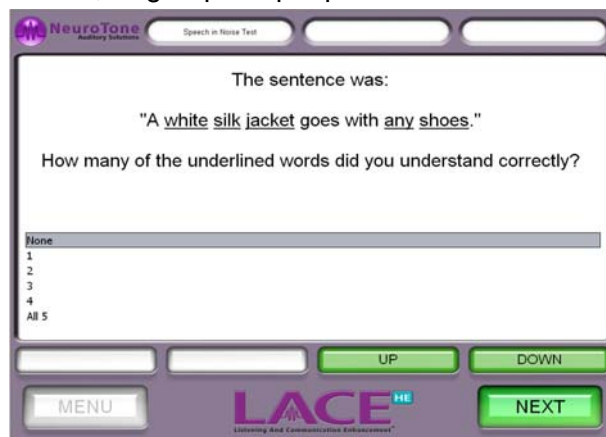 NeuroTone
Auditory Solutions
Speech in Noise Test
The sentence was:
"A white silk jacket goes with any shoes."
How many of the underlined words did you understand correctly?
None
1
2
3
4
All 5
UP
DOWN
MENU
LACE HE
Listening And Communication Enhancement
NEXT